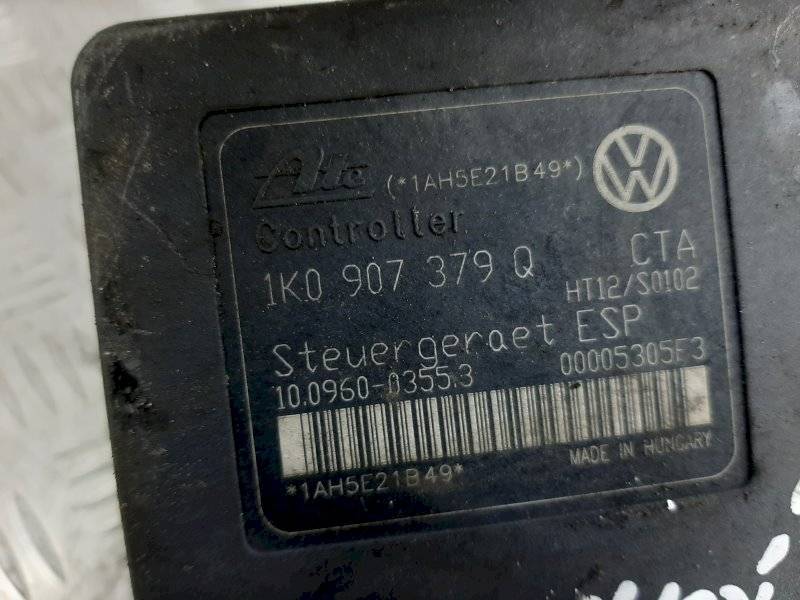 Ate (*1AH5E21B49*)
Controller CTA
1K0 907 379 Q HT12/S0102
Steuergeraet ESP
10.0960-0355.3 00005305F3
MADE IN HUNGARY
*1AH5E21B49*